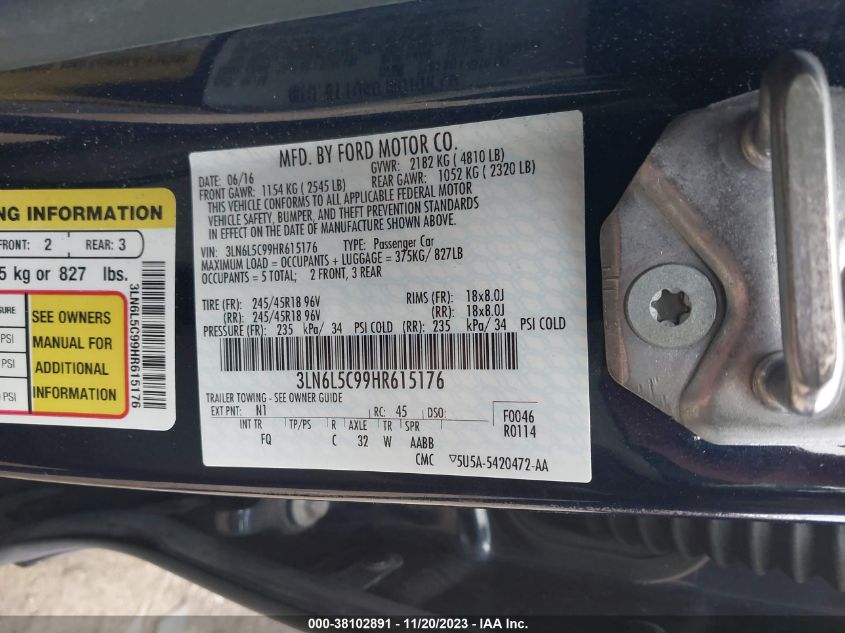 MFD. BY FORD MOTOR CO.
DATE: 06/16 GVWR: 2182 KG ( 4810 LB)
FRONT GAWR: 1154 KG ( 2545 LB) REAR GAWR: 1052 KG ( 2320 LB)
THIS VEHICLE CONFORMS TO ALL APPLICABLE FEDERAL MOTOR
VEHICLE SAFETY, BUMPER, AND THEFT PREVENTION STANDARDS
IN EFFECT ON THE DATE OF MANUFACTURE SHOWN ABOVE.
VIN: 3LN6L5C99HR615176 TYPE: Passenger Car
MAXIMUM LOAD = OCCUPANTS + LUGGAGE = 375KG/ 827LB
OCCUPANTS = 5 TOTAL; 2 FRONT, 3 REAR
TIRE (FR): 245/45R18 96V RIMS (FR): 18x8.0J
(RR): 245/45R18 96V (RR): 18x8.0J
PRESSURE (FR): 235 kPa/ 34 PSI COLD (RR): 235 kPa/ 34 PSI COLD
3LN6L5C99HR615176
TRAILER TOWING - SEE OWNER GUIDE
EXT PNT: N1 RC: 45 DSO:
INT TR TP/PS R AXLE TR SPR
FQ C 32 W AABB
F0046
R0114
CMC ▽5U5A-5420472-AA
INFORMATION
FRONT: 2 REAR: 3
kg or 827 lbs.
PSI
PSI
SEE OWNERS
MANUAL FOR
ADDITIONAL
INFORMATION
3LN6L5C99HR615176
000-38102891 - 11/20/2023 - IAA Inc.